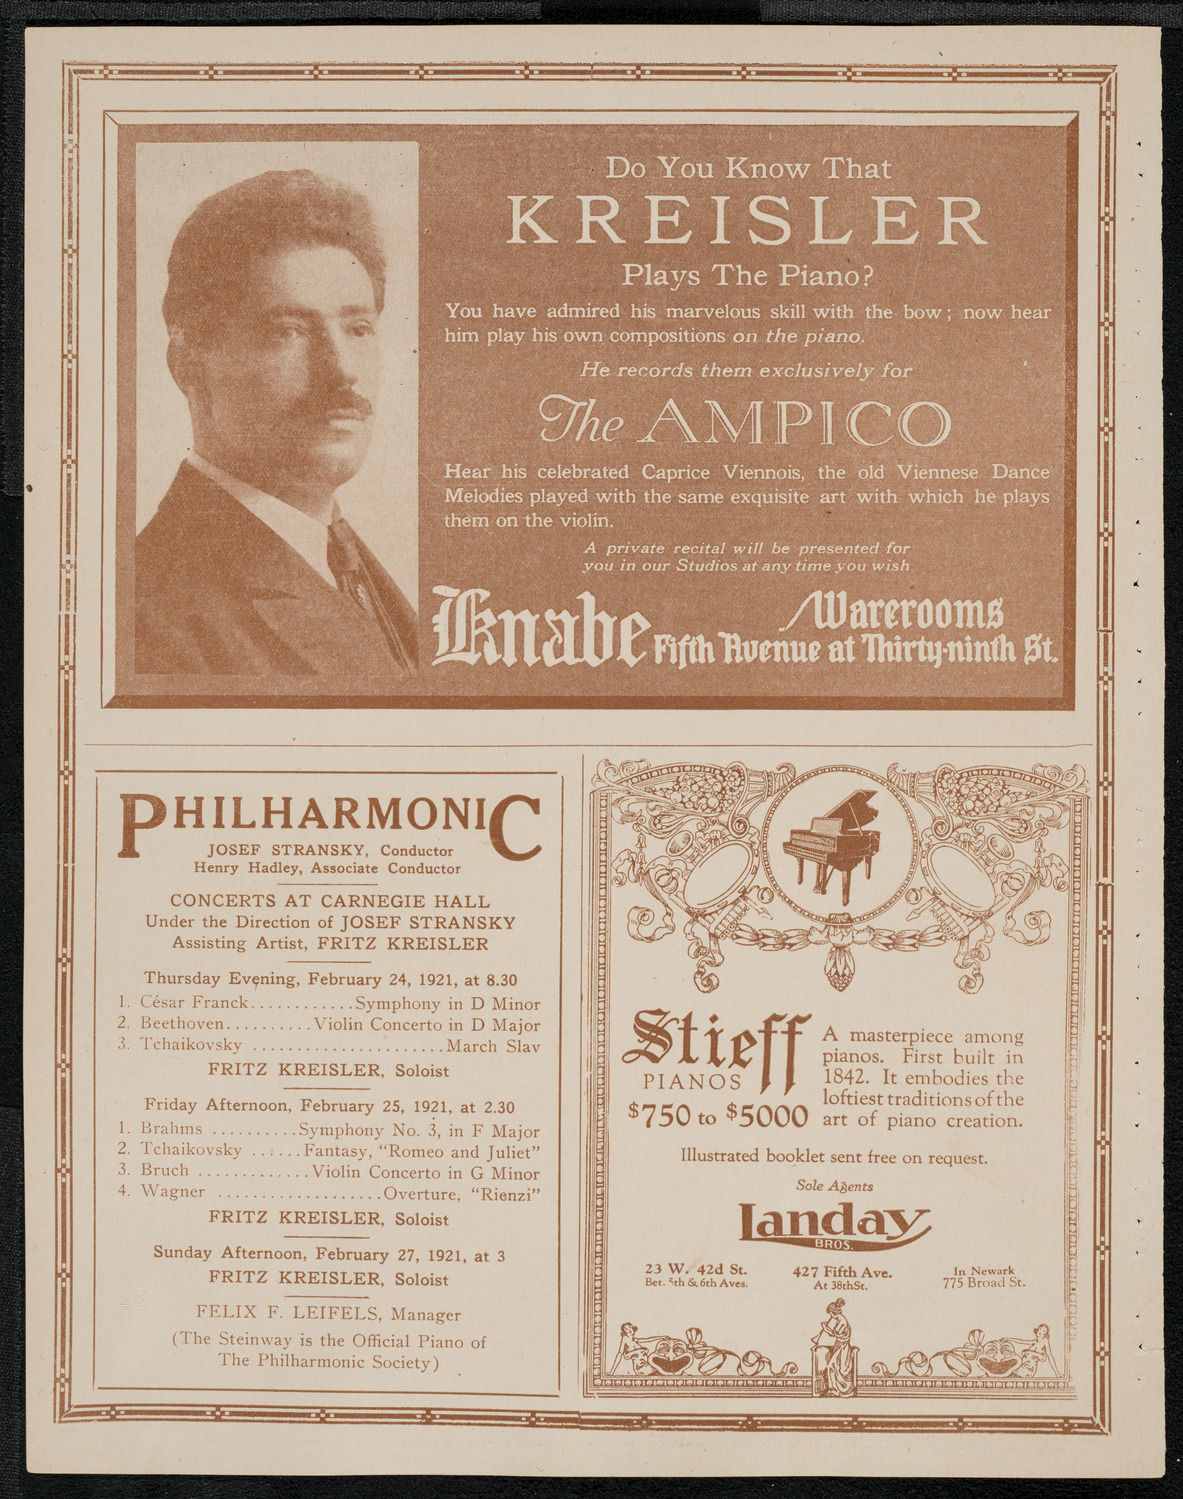 Do You Know That
KREISLER
Plays The Piano?
You have admired his marvelous skill with the bow; now hear
him play his own compositions on the piano.
He records them exclusively for
The AMPICO
Hear his celebrated Caprice Viennois, the old Viennese Dance
Melodies played with the same exquisite art with which he plays
them on the violin.
A private recital will be presented for
you in our Studios at any time you wish
Knabe Warerooms
Fifth Avenue at Thirty-ninth St.
PHILHARMONIC
JOSEF STRANSKY, Conductor
Henry Hadley, Associate Conductor
CONCERTS AT CARNEGIE HALL
Under the Direction of JOSEF STRANSKY
Assisting Artist, FRITZ KREISLER
Thursday Evening, February 24, 1921, at 8.30
1. César Franck............Symphony in D Minor
2. Beethoven..........Violin Concerto in D Major
3. Tchaikovsky ......................March Slav
FRITZ KREISLER, Soloist
Friday Afternoon, February 25, 1921, at 2.30
1. Brahms ..........Symphony No. 3, in F Major
2. Tchaikovsky ......Fantasy, "Romeo and Juliet"
3. Bruch .............Violin Concerto in G Minor
4. Wagner ...................Overture, "Rienzi"
FRITZ KREISLER, Soloist
Sunday Afternoon, February 27, 1921, at 3
FRITZ KREISLER, Soloist
FELIX F. LEIFELS, Manager
(The Steinway is the Official Piano of
The Philharmonic Society)
Stieff
PIANOS
$750 to $5000
A masterpiece among
pianos. First built in
1842. It embodies the
loftiest traditions of the
art of piano creation.
Illustrated booklet sent free on request.
Sole Agents
Landay
BROS.
23 W. 42d St.
Bet. 5th & 6th Aves.
427 Fifth Ave.
At 38th St.
In Newark
775 Broad St.